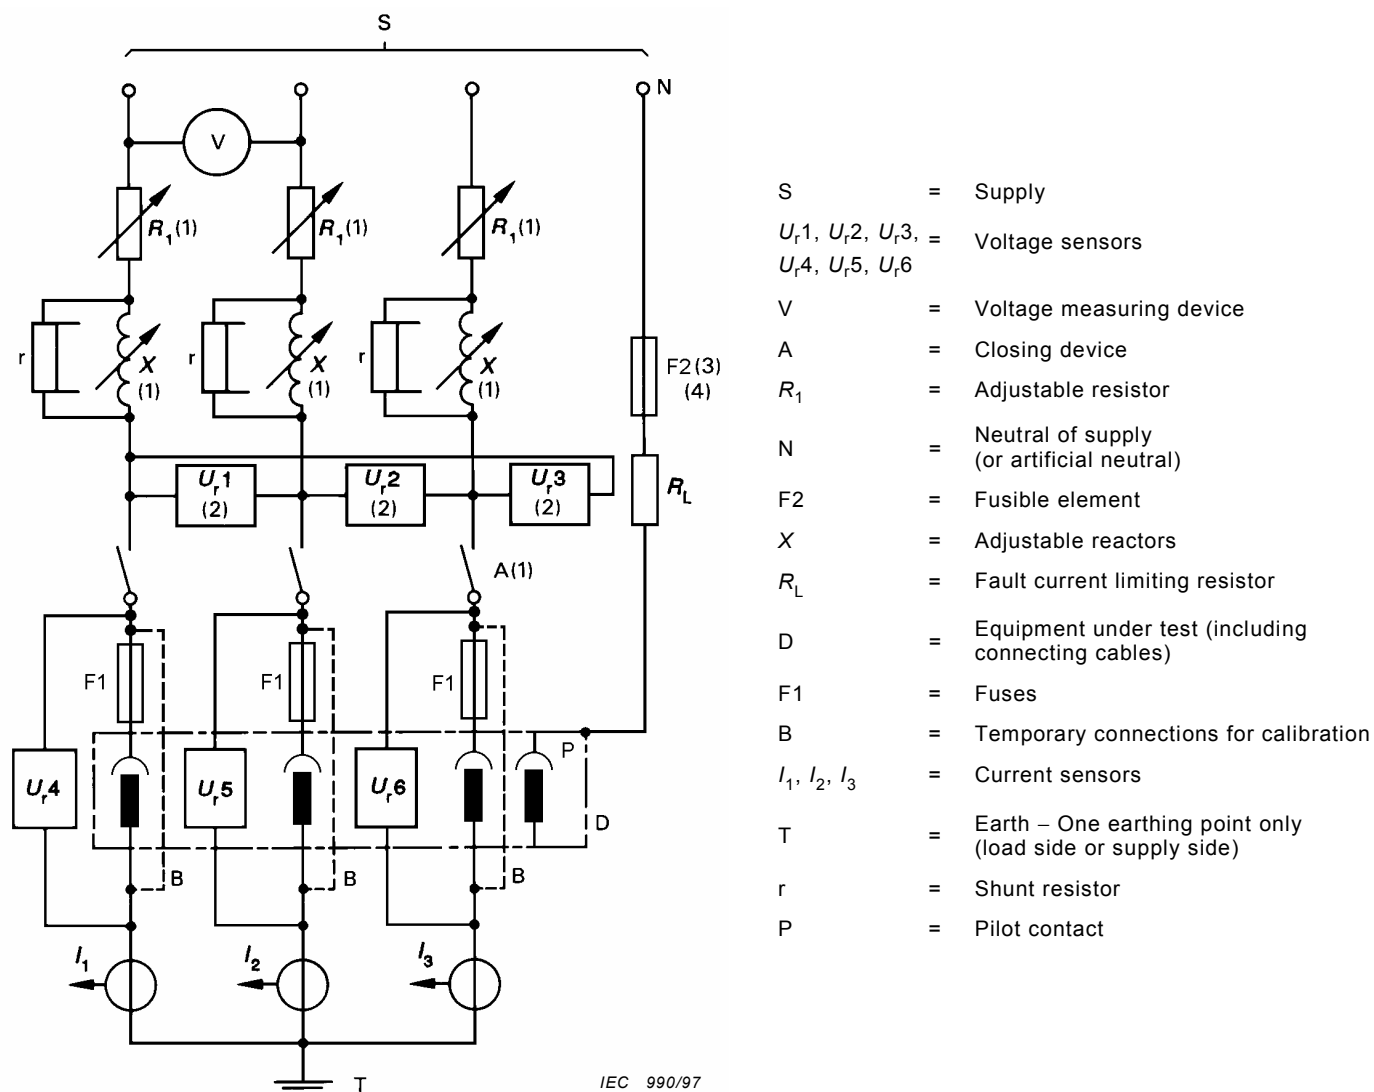 S
N
V
R1(1)
R1(1)
R1(1)
r
X
(1)
r
X
(1)
r
X
(1)
F2(3)
(4)
Ur1
(2)
Ur2
(2)
Ur3
(2)
RL
A(1)
F1
F1
F1
P
Ur4
Ur5
Ur6
D
B
B
B
I1
I2
I3
T
IEC 990/97
S = Supply
Ur1, Ur2, Ur3,
Ur4, Ur5, Ur6
= Voltage sensors
V = Voltage measuring device
A = Closing device
R1 = Adjustable resistor
N = Neutral of supply
(or artificial neutral)
F2 = Fusible element
X = Adjustable reactors
RL = Fault current limiting resistor
D = Equipment under test (including
connecting cables)
F1 = Fuses
B = Temporary connections for calibration
I1, I2, I3 = Current sensors
T = Earth – One earthing point only
(load side or supply side)
r = Shunt resistor
P = Pilot contact